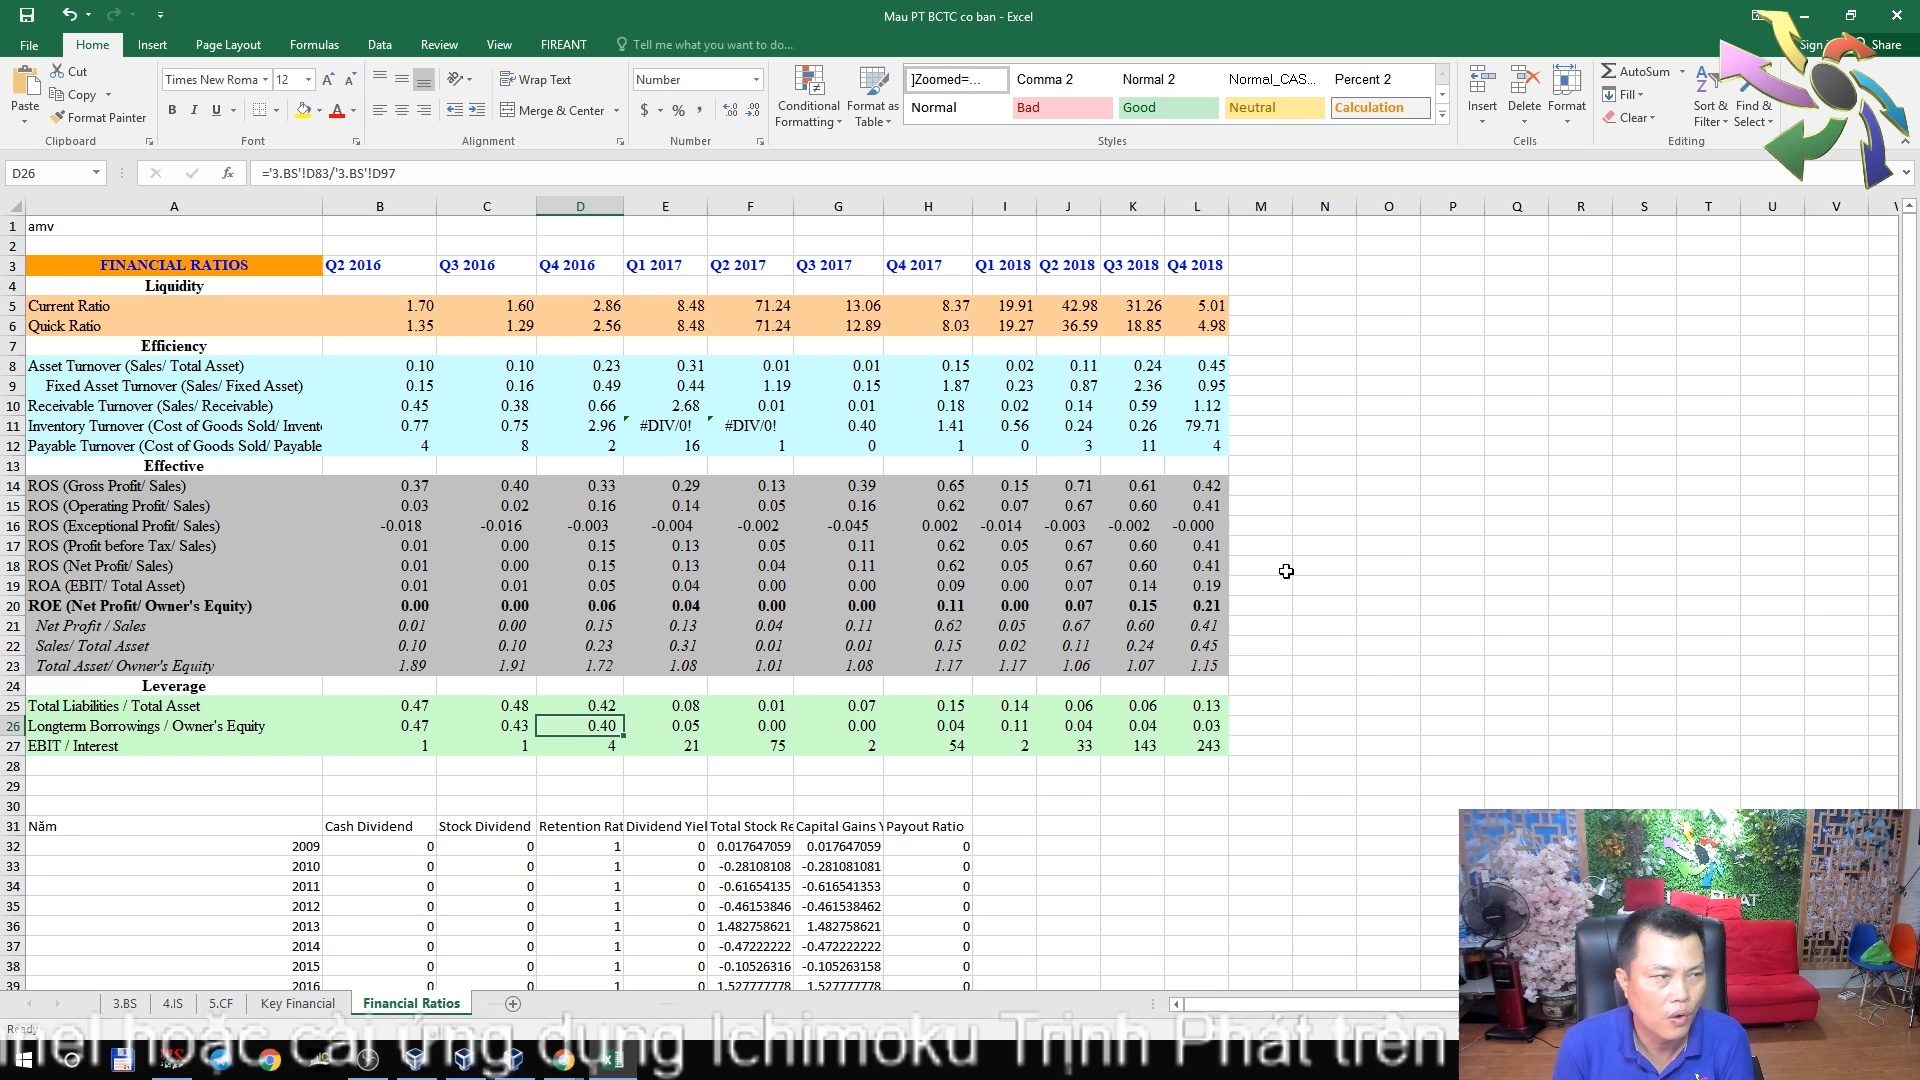 Mau PT BCTC co ban - Excel
File Home Insert Page Layout Formulas Data Review View FIREANT Tell me what you want to do... Share
Cut
Copy
Format Painter
Paste
Clipboard
Times New Roma 12
B I U
Font
Wrap Text
Merge & Center
Alignment
Number
$ %
Number
Conditional Formatting
Format as Table
]Zoomed=... Comma 2 Normal 2 Normal_CAS... Percent 2
Normal Bad Good Neutral Calculation
Styles
Insert Delete Format
Cells
AutoSum
Fill
Clear
Sort & Filter
Find & Select
Editing
D26 fx ='3.BS'!D83/'3.BS'!D97
A B C D E F G H I J K L M N O P Q R S T U V
1 amv
2
3 FINANCIAL RATIOS Q2 2016 Q3 2016 Q4 2016 Q1 2017 Q2 2017 Q3 2017 Q4 2017 Q1 2018 Q2 2018 Q3 2018 Q4 2018
4 Liquidity
5 Current Ratio 1.70 1.60 2.86 8.48 71.24 13.06 8.37 19.91 42.98 31.26 5.01
6 Quick Ratio 1.35 1.29 2.56 8.48 71.24 12.89 8.03 19.27 36.59 18.85 4.98
7 Efficiency
8 Asset Turnover (Sales/ Total Asset) 0.10 0.10 0.23 0.31 0.01 0.01 0.15 0.02 0.11 0.24 0.45
9 Fixed Asset Turnover (Sales/ Fixed Asset) 0.15 0.16 0.49 0.44 1.19 0.15 1.87 0.23 0.87 2.36 0.95
10 Receivable Turnover (Sales/ Receivable) 0.45 0.38 0.66 2.68 0.01 0.01 0.18 0.02 0.14 0.59 1.12
11 Inventory Turnover (Cost of Goods Sold/ Invent 0.77 0.75 2.96 #DIV/0! #DIV/0! 0.40 1.41 0.56 0.24 0.26 79.71
12 Payable Turnover (Cost of Goods Sold/ Payable 4 8 2 16 1 0 1 0 3 11 4
13 Effective
14 ROS (Gross Profit/ Sales) 0.37 0.40 0.33 0.29 0.13 0.39 0.65 0.15 0.71 0.61 0.42
15 ROS (Operating Profit/ Sales) 0.03 0.02 0.16 0.14 0.05 0.16 0.62 0.07 0.67 0.60 0.41
16 ROS (Exceptional Profit/ Sales) -0.018 -0.016 -0.003 -0.004 -0.002 -0.045 0.002 -0.014 -0.003 -0.002 -0.000
17 ROS (Profit before Tax/ Sales) 0.01 0.00 0.15 0.13 0.05 0.11 0.62 0.05 0.67 0.60 0.41
18 ROS (Net Profit/ Sales) 0.01 0.00 0.15 0.13 0.04 0.11 0.62 0.05 0.67 0.60 0.41
19 ROA (EBIT/ Total Asset) 0.01 0.01 0.05 0.04 0.00 0.00 0.09 0.00 0.07 0.14 0.19
20 ROE (Net Profit/ Owner's Equity) 0.00 0.00 0.06 0.04 0.00 0.00 0.11 0.00 0.07 0.15 0.21
21 Net Profit / Sales 0.01 0.00 0.15 0.13 0.04 0.11 0.62 0.05 0.67 0.60 0.41
22 Sales/ Total Asset 0.10 0.10 0.23 0.31 0.01 0.01 0.15 0.02 0.11 0.24 0.45
23 Total Asset/ Owner's Equity 1.89 1.91 1.72 1.08 1.01 1.08 1.17 1.17 1.06 1.07 1.15
24 Leverage
25 Total Liabilities / Total Asset 0.47 0.48 0.42 0.08 0.01 0.07 0.15 0.14 0.06 0.06 0.13
26 Longterm Borrowings / Owner's Equity 0.47 0.43 0.40 0.05 0.00 0.00 0.04 0.11 0.04 0.04 0.03
27 EBIT / Interest 1 1 4 21 75 2 54 2 33 143 243
28
29
30
31 Năm Cash Dividend Stock Dividend Retention Rat Dividend Yiel Total Stock Re Capital Gains Y Payout Ratio
32 2009 0 0 1 0 0.017647059 0.017647059 0
33 2010 0 0 1 0 -0.28108108 -0.281081081 0
34 2011 0 0 1 0 -0.61654135 -0.616541353 0
35 2012 0 0 1 0 -0.46153846 -0.461538462 0
36 2013 0 0 1 0 1.482758621 1.482758621 0
37 2014 0 0 1 0 -0.47222222 -0.472222222 0
38 2015 0 0 1 0 -0.10526316 -0.105263158 0
39 2016 0 0 1 0 1.527777778 1.527777778 0
3.BS 4.IS 5.CF Key Financial Financial Ratios
Ready
hoặc cài ứng dụng Ichimoku Trịnh Phát trên